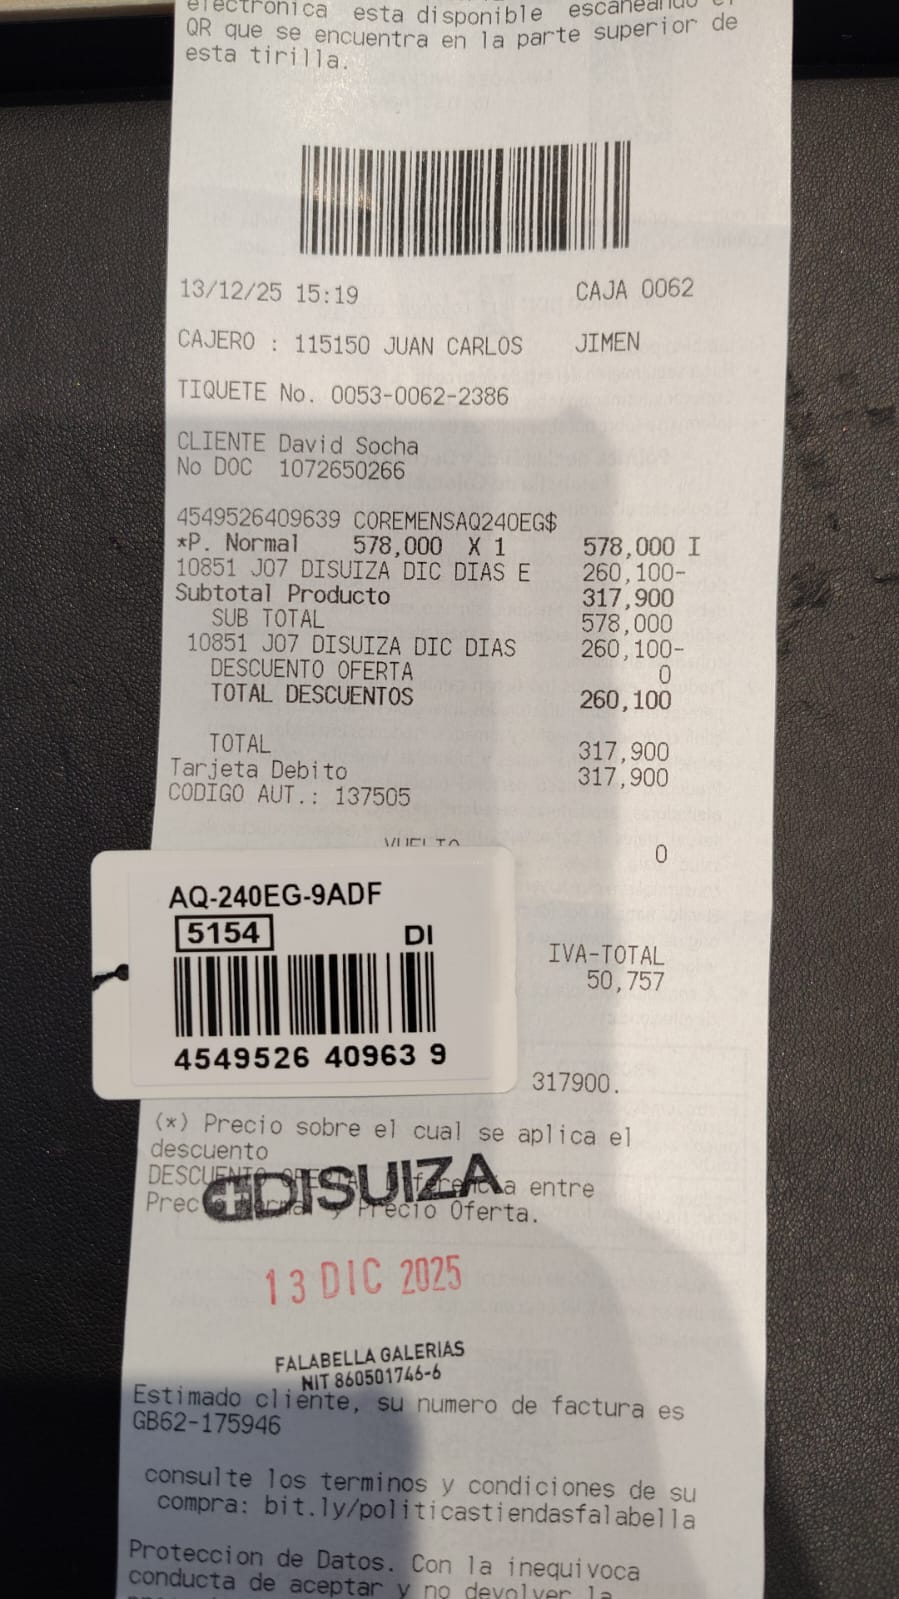 electronica esta disponible escaneando el
QR que se encuentra en la parte superior de
esta tirilla.
13/12/25 15:19 CAJA 0062
CAJERO : 115150 JUAN CARLOS JIMEN
TIQUETE No. 0053-0062-2386
CLIENTE David Socha
No DOC 1072650266
4549526409639 COREMENSAQ240EG$
*P. Normal 578,000 X 1 578,000 I
10851 J07 DISUIZA DIC DIAS E 260,100-
Subtotal Producto 317,900
SUB TOTAL 578,000
10851 J07 DISUIZA DIC DIAS 260,100-
DESCUENTO OFERTA 0
TOTAL DESCUENTOS 260,100
TOTAL 317,900
Tarjeta Debito 317,900
CODIGO AUT.: 137505
VUELTO 0
AQ-240EG-9ADF
5154 DI
4549526 40963 9
IVA-TOTAL
50,757
317900.
(*) Precio sobre el cual se aplica el
descuento
DESCUENTO OFERTA: Diferencia entre
Precio Normal y Precio Oferta.
DISUIZA
13 DIC 2025
FALABELLA GALERIAS
NIT 860501746-6
Estimado cliente, su numero de factura es
GB62-175946
consulte los terminos y condiciones de su
compra: bit.ly/politicastiendasfalabella
Proteccion de Datos. Con la inequivoca
conducta de aceptar y no devolver la